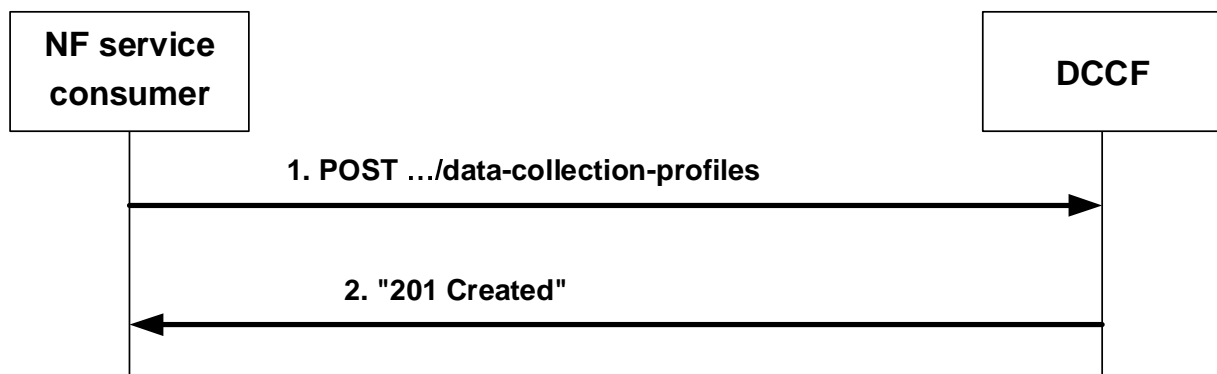 NF service
consumer
DCCF
1. POST …/data-collection-profiles
2. "201 Created"